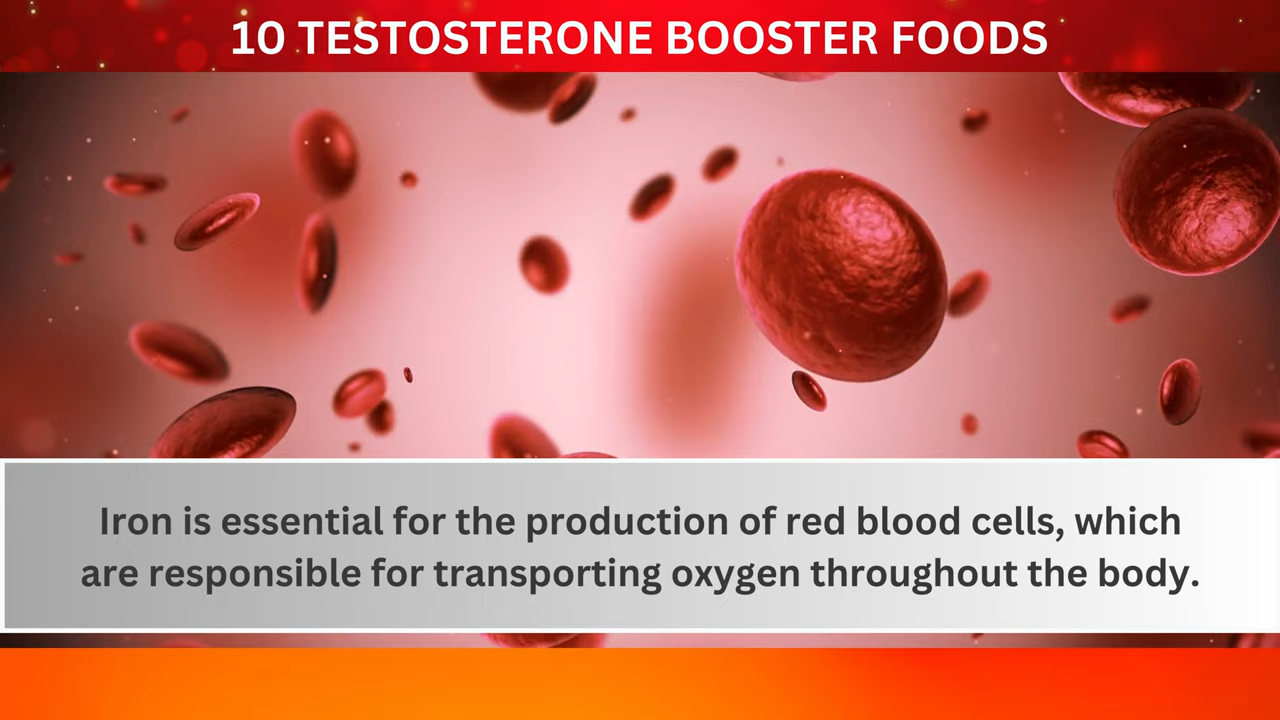 10 TESTOSTERONE BOOSTER FOODS
Iron is essential for the production of red blood cells, which
are responsible for transporting oxygen throughout the body.